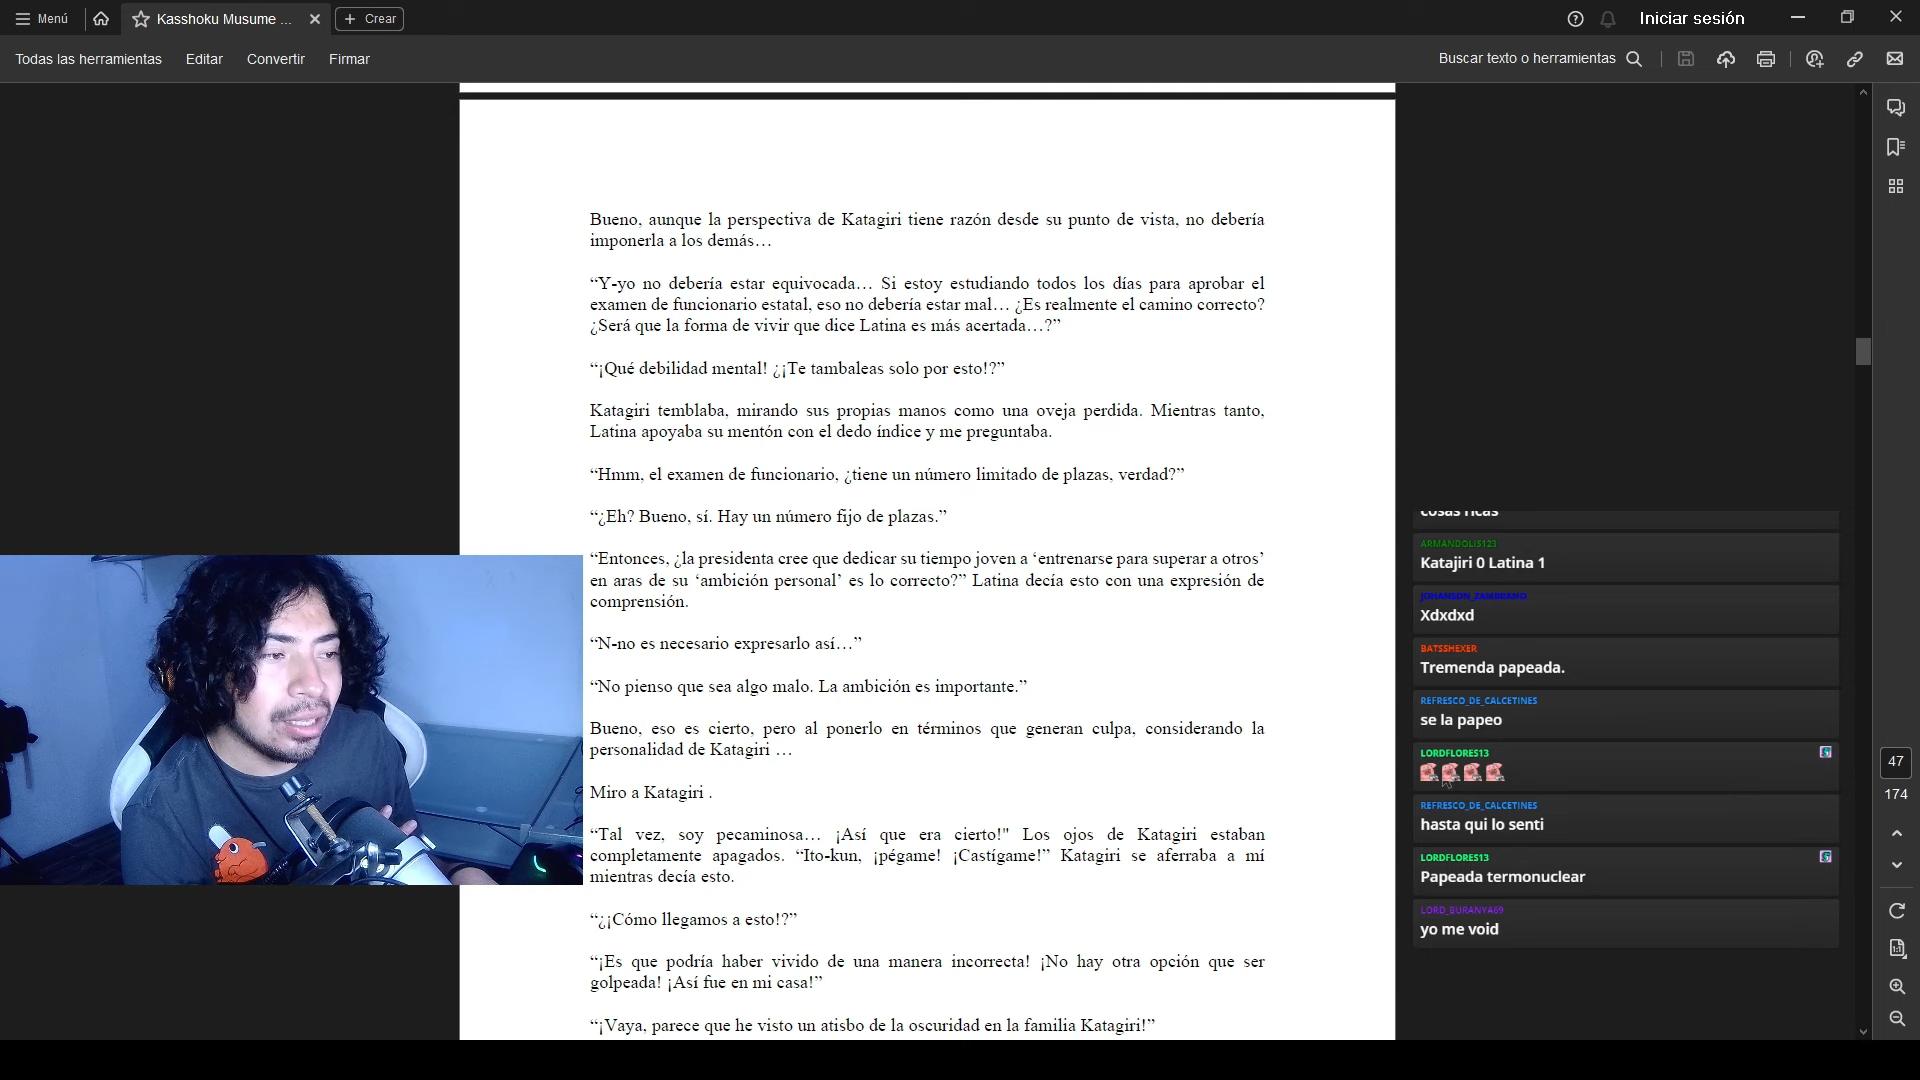 Menú
Kasshoku Musume ...
Crear
Iniciar sesión
Todas las herramientas
Editar
Convertir
Firmar
Buscar texto o herramientas
Bueno, aunque la perspectiva de Katagiri tiene razón desde su punto de vista, no debería
imponerla a los demás…
“Y-yo no debería estar equivocada… Si estoy estudiando todos los días para aprobar el
examen de funcionario estatal, eso no debería estar mal… ¿Es realmente el camino correcto?
¿Será que la forma de vivir que dice Latina es más acertada…?”
“¡Qué debilidad mental! ¿¡Te tambaleas solo por esto!?”
Katagiri temblaba, mirando sus propias manos como una oveja perdida. Mientras tanto,
Latina apoyaba su mentón con el dedo índice y me preguntaba.
“Hmm, el examen de funcionario, ¿tiene un número limitado de plazas, verdad?”
“¿Eh? Bueno, sí. Hay un número fijo de plazas.”
“Entonces, ¿la presidenta cree que dedicar su tiempo joven a ‘entrenarse para superar a otros’
en aras de su ‘ambición personal’ es lo correcto?” Latina decía esto con una expresión de
comprensión.
“N-no es necesario expresarlo así…”
“No pienso que sea algo malo. La ambición es importante.”
Bueno, eso es cierto, pero al ponerlo en términos que generan culpa, considerando la
personalidad de Katagiri …
Miro a Katagiri .
“Tal vez, soy pecaminosa… ¡Así que era cierto!" Los ojos de Katagiri estaban
completamente apagados. “Ito-kun, ¡pégame! ¡Castígame!” Katagiri se aferraba a mí
mientras decía esto.
“¿¡Cómo llegamos a esto!?”
“¡Es que podría haber vivido de una manera incorrecta! ¡No hay otra opción que ser
golpeada! ¡Así fue en mi casa!”
“¡Vaya, parece que he visto un atisbo de la oscuridad en la familia Katagiri!”
cosas ricas
ARMANDOLIS123
Katajiri 0 Latina 1
JOHANSON_ZAMBRANO
Xdxdxd
BATSSHEXER
Tremenda papeada.
REFRESCO_DE_CALCETINES
se la papeo
LORDFLORES13
REFRESCO_DE_CALCETINES
hasta qui lo senti
LORDFLORES13
Papeada termonuclear
LORD_BURANYA69
yo me void
47
174